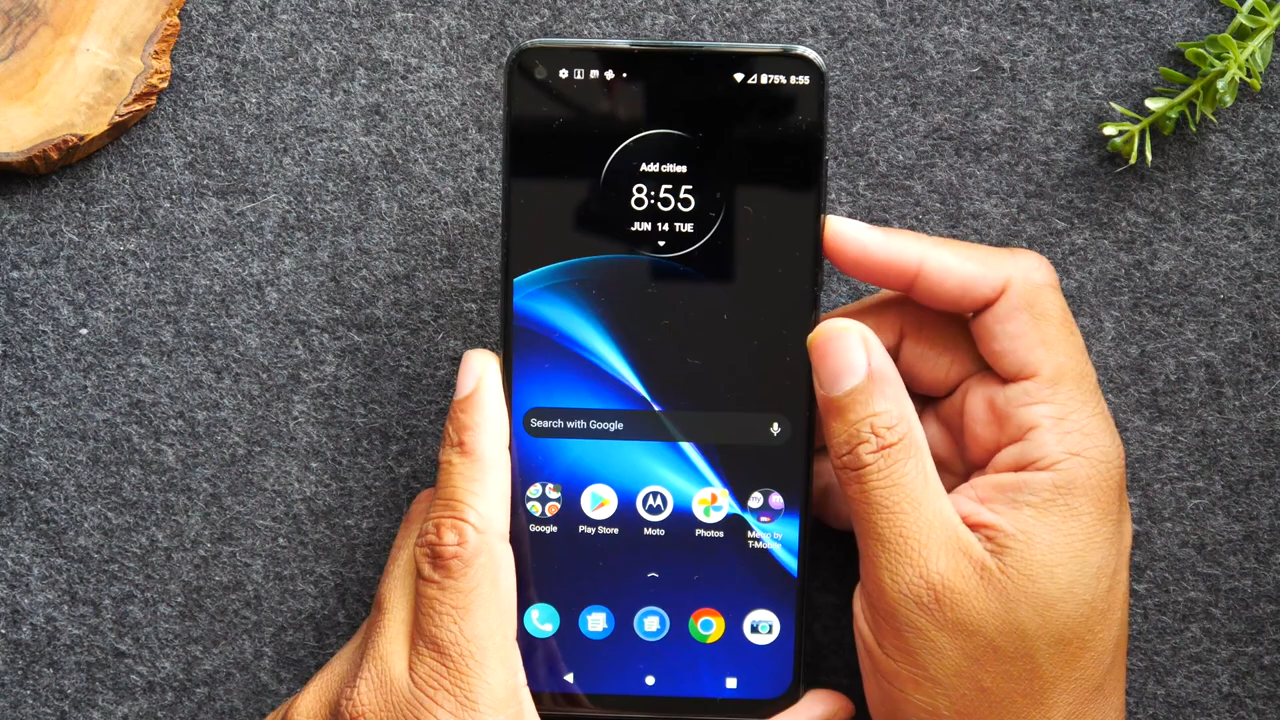 75% 8:55
Add cities
8:55
JUN 14 TUE
Search with Google
Google
Play Store
Moto
Photos
Metro by
T-Mobile